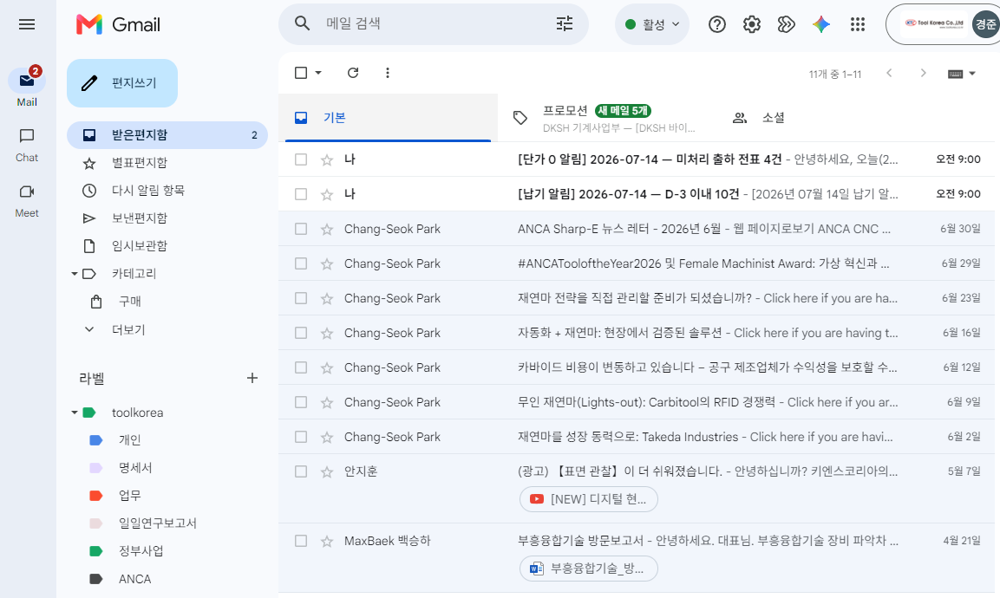 Gmail
메일 검색
활성
KTC Tool Korea Co.,Ltd
경준
2
Mail
Chat
Meet
편지쓰기
받은편지함 2
별표편지함
다시 알림 항목
보낸편지함
임시보관함
카테고리
구매
더보기
라벨
toolkorea
개인
명세서
업무
일일연구보고서
정부사업
ANCA
11개 중 1–11
기본
프로모션 새 메일 5개
DKSH 기계사업부 — [DKSH 바이...
소셜
나 [단가 0 알림] 2026-07-14 — 미처리 출하 전표 4건 - 안녕하세요, 오늘(2... 오전 9:00
나 [납기 알림] 2026-07-14 — D-3 이내 10건 - [2026년 07월 14일 납기 알... 오전 9:00
Chang-Seok Park ANCA Sharp-E 뉴스 레터 - 2026년 6월 - 웹 페이지로보기 ANCA CNC ... 6월 30일
Chang-Seok Park #ANCATooloftheYear2026 및 Female Machinist Award: 가상 혁신과 ... 6월 29일
Chang-Seok Park 재연마 전략을 직접 관리할 준비가 되셨습니까? - Click here if you are ha... 6월 23일
Chang-Seok Park 자동화 + 재연마: 현장에서 검증된 솔루션 - Click here if you are having t... 6월 16일
Chang-Seok Park 카바이드 비용이 변동하고 있습니다 – 공구 제조업체가 수익성을 보호할 수... 6월 12일
Chang-Seok Park 무인 재연마(Lights-out): Carbitool의 RFID 경쟁력 - Click here if you ar... 6월 9일
Chang-Seok Park 재연마를 성장 동력으로: Takeda Industries - Click here if you are havi... 6월 2일
안지훈 (광고) 【표면 관찰】이 더 쉬워졌습니다. - 안녕하십니까? 키엔스코리아의... 5월 7일
[NEW] 디지털 현...
MaxBaek 백승하 부흥융합기술 방문보고서 - 안녕하세요. 대표님. 부흥융합기술 장비 파악차 ... 4월 21일
부흥융합기술_방...